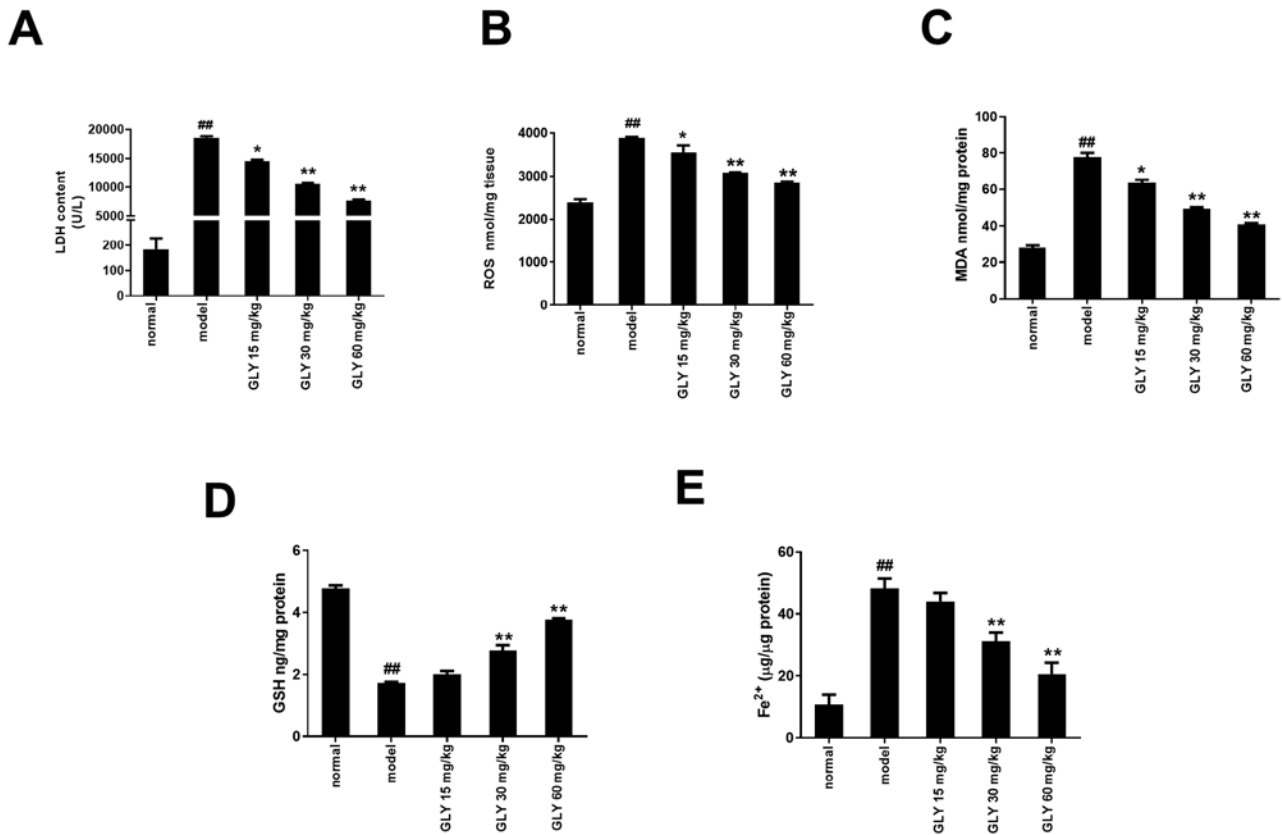 A
LDH content
(U/L)
20000
15000
10000
5000
200
100
0
##
*
**
**
normal
model
GLY 15 mg/kg
GLY 30 mg/kg
GLY 60 mg/kg
B
ROS nmol/mg tissue
4000
3000
2000
1000
0
##
*
**
**
normal
model
GLY 15 mg/kg
GLY 30 mg/kg
GLY 60 mg/kg
C
MDA nmol/mg protein
100
80
60
40
20
0
##
*
**
**
normal
model
GLY 15 mg/kg
GLY 30 mg/kg
GLY 60 mg/kg
D
GSH ng/mg protein
6
4
2
0
##
**
**
normal
model
GLY 15 mg/kg
GLY 30 mg/kg
GLY 60 mg/kg
E
Fe²⁺ (μg/μg protein)
60
40
20
0
##
**
**
normal
model
GLY 15 mg/kg
GLY 30 mg/kg
GLY 60 mg/kg